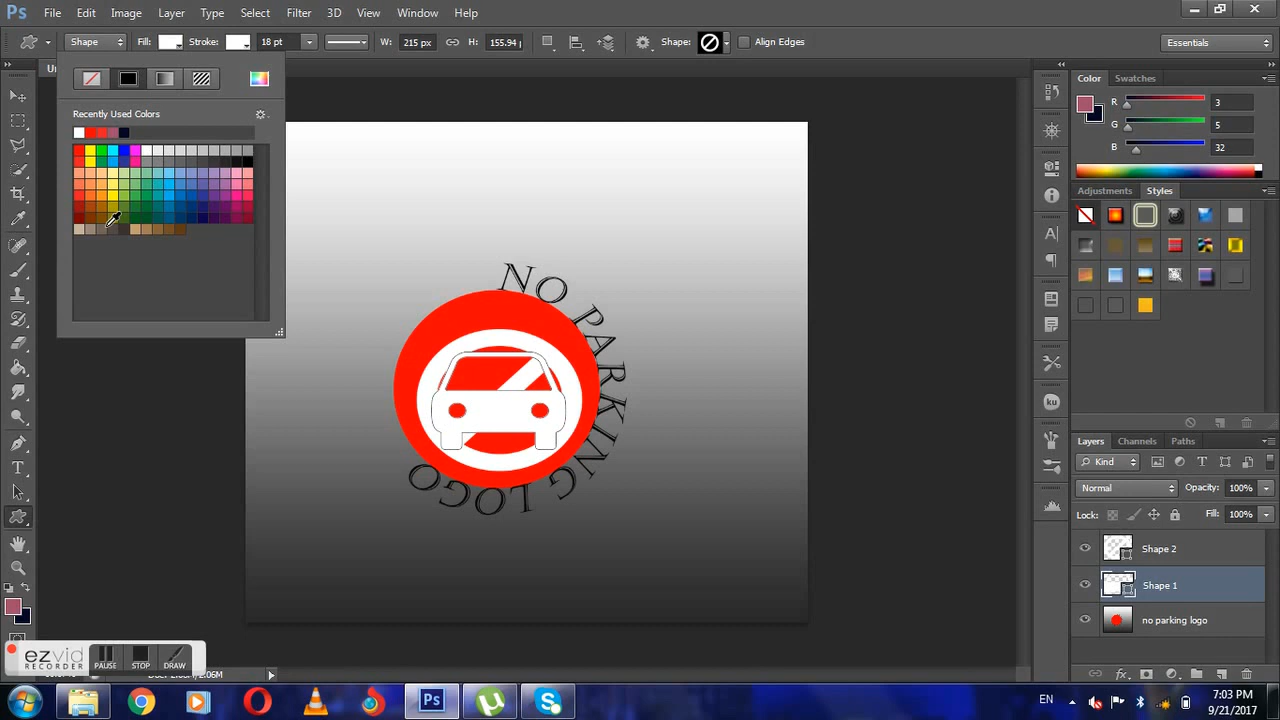 Ps File Edit Image Layer Type Select Filter 3D View Window Help
Shape Fill: Stroke: 18 pt W: 215 px H: 155.94 Shape: Align Edges Essentials
Recently Used Colors
Color Swatches
R 3
G 5
B 32
Adjustments Styles
NO PARKING LOGO
ku
Layers Channels Paths
Kind
Normal Opacity: 100%
Lock: Fill: 100%
Shape 2
Shape 1
no parking logo
ezvid
RECORDER
PAUSE STOP DRAW
EN
7:03 PM
9/21/2017